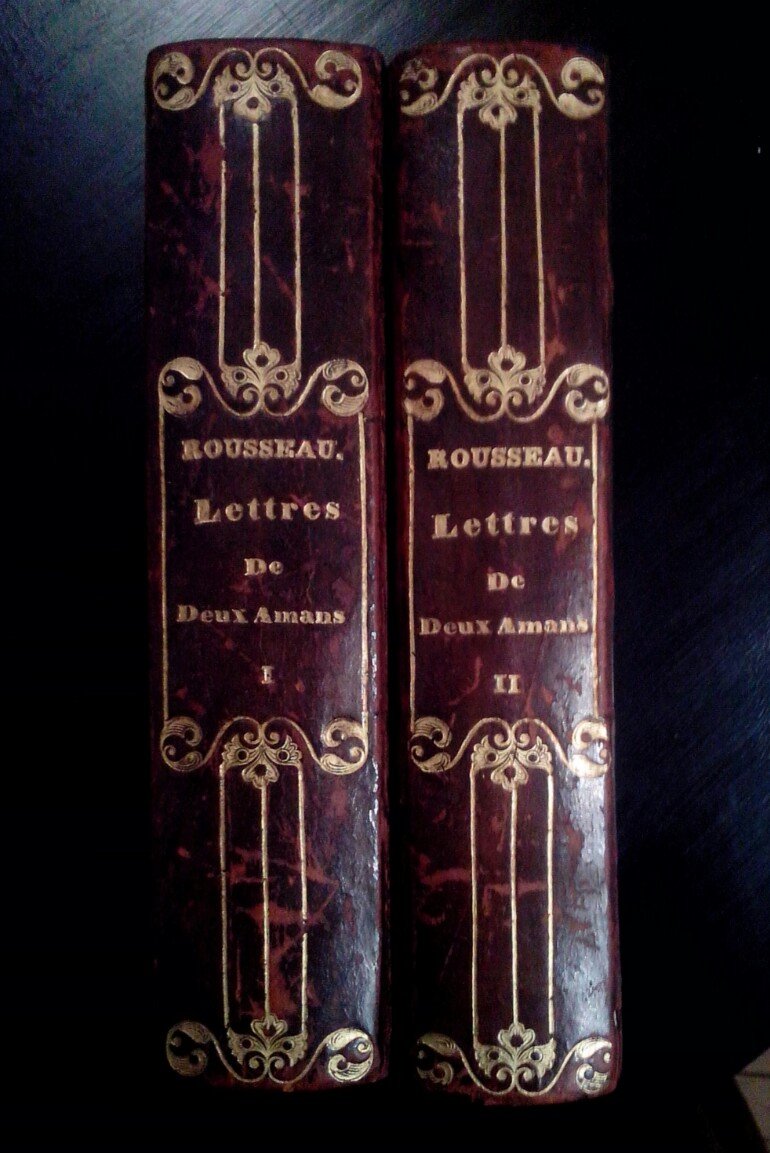 ROUSSEAU.
Lettres
De
Deux Amans
I
ROUSSEAU.
Lettres
De
Deux Amans
II